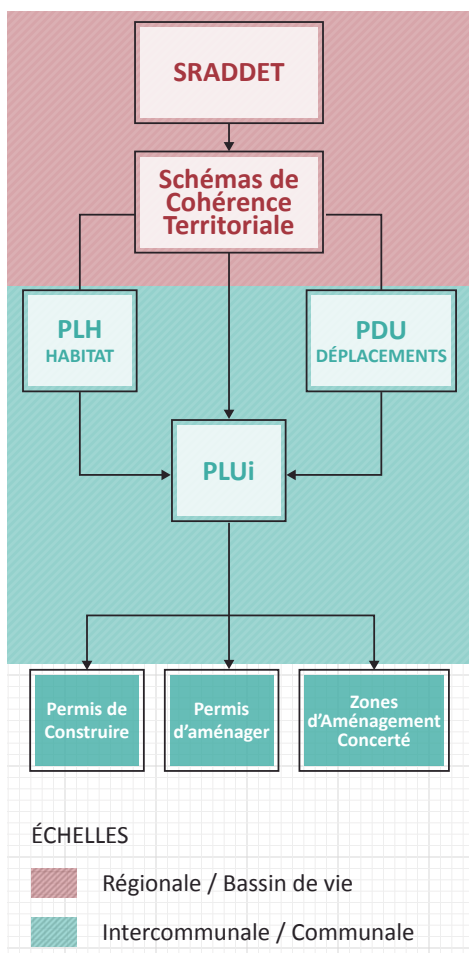 SRADDET
Schémas de
Cohérence
Territoriale
PLH
HABITAT
PDU
DÉPLACEMENTS
PLUi
Permis de
Construire
Permis
d'aménager
Zones
d'Aménagement
Concerté
ÉCHELLES
Régionale / Bassin de vie
Intercommunale / Communale